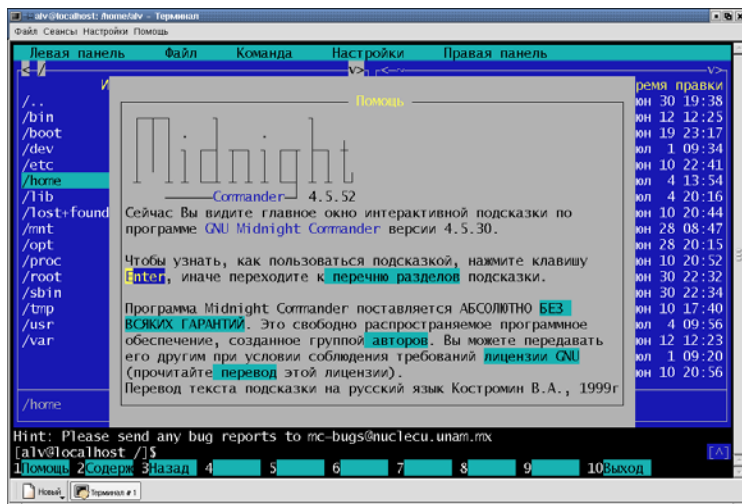 alv@localhost: /home/alv - Терминал
Файл Сеансы Настройки Помощь
Левая панель Файл Команда Настройки Правая панель
</ v> <~ v>
И ремя правки
Помощь
/.. юн 30 19:38
/bin юн 12 12:25
/boot юн 19 23:17
/dev юл 1 09:34
/etc юн 10 22:41
/home юл 4 13:54
/lib юл 4 20:16
/lost+found юн 10 20:44
/mnt юн 28 08:47
/opt юн 28 20:15
/proc юн 10 20:52
/root юн 30 22:32
/sbin юн 30 22:34
/tmp юн 10 17:40
/usr юл 4 09:56
/var юн 12 12:23
юл 1 09:20
юн 10 20:56
Midnight
Commander 4.5.52
Сейчас Вы видите главное окно интерактивной подсказки по
программе GNU Midnight Commander версии 4.5.30.
Чтобы узнать, как пользоваться подсказкой, нажмите клавишу
Enter, иначе переходите к перечню разделов подсказки.
Программа Midnight Commander поставляется АБСОЛЮТНО БЕЗ
ВСЯКИХ ГАРАНТИЙ. Это свободно распространяемое программное
обеспечение, созданное группой авторов. Вы можете передавать
его другим при условии соблюдения требований лицензии GNU
(прочитайте перевод этой лицензии).
Перевод текста подсказки на русский язык Костромин В.А., 1999г
/home
Hint: Please send any bug reports to mc-bugs@nuclecu.unam.mx
[alv@localhost /]$ [^]
1Помощь 2Содерж 3Назад 4 5 6 7 8 9 10Выход
Новый Терминал # 1